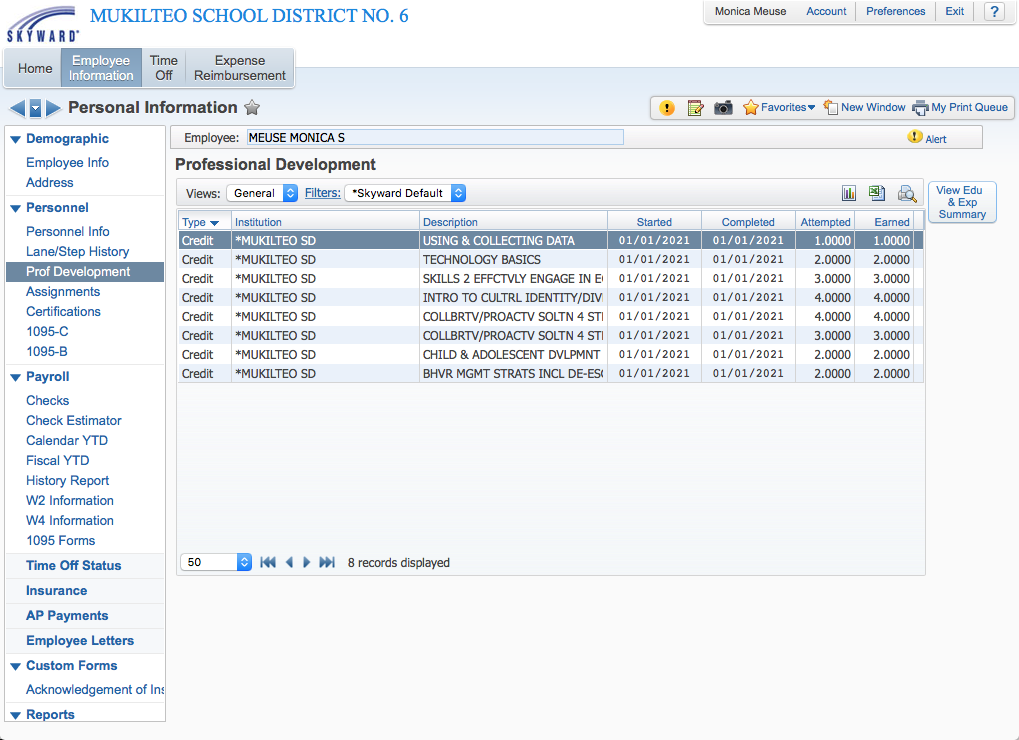 SKYWARD
MUKILTEO SCHOOL DISTRICT NO. 6
Monica Meuse Account Preferences Exit ?
Home Employee Information Time Off Expense Reimbursement
Personal Information
Favorites New Window My Print Queue
Demographic
Employee Info
Address
Personnel
Personnel Info
Lane/Step History
Prof Development
Assignments
Certifications
1095-C
1095-B
Payroll
Checks
Check Estimator
Calendar YTD
Fiscal YTD
History Report
W2 Information
W4 Information
1095 Forms
Time Off Status
Insurance
AP Payments
Employee Letters
Custom Forms
Acknowledgement of Ins
Reports
Employee: MEUSE MONICA S Alert
Professional Development
Views: General Filters: *Skyward Default
View Edu
& Exp
Summary
Type Institution Description Started Completed Attempted Earned
Credit *MUKILTEO SD USING & COLLECTING DATA 01/01/2021 01/01/2021 1.0000 1.0000
Credit *MUKILTEO SD TECHNOLOGY BASICS 01/01/2021 01/01/2021 2.0000 2.0000
Credit *MUKILTEO SD SKILLS 2 EFFCTVLY ENGAGE IN E 01/01/2021 01/01/2021 3.0000 3.0000
Credit *MUKILTEO SD INTRO TO CULTRL IDENTITY/DIV 01/01/2021 01/01/2021 4.0000 4.0000
Credit *MUKILTEO SD COLLBRTV/PROACTV SOLTN 4 ST 01/01/2021 01/01/2021 4.0000 4.0000
Credit *MUKILTEO SD COLLBRTV/PROACTV SOLTN 4 ST 01/01/2021 01/01/2021 3.0000 3.0000
Credit *MUKILTEO SD CHILD & ADOLESCENT DVLPMNT 01/01/2021 01/01/2021 2.0000 2.0000
Credit *MUKILTEO SD BHVR MGMT STRATS INCL DE-ESC 01/01/2021 01/01/2021 2.0000 2.0000
50 8 records displayed